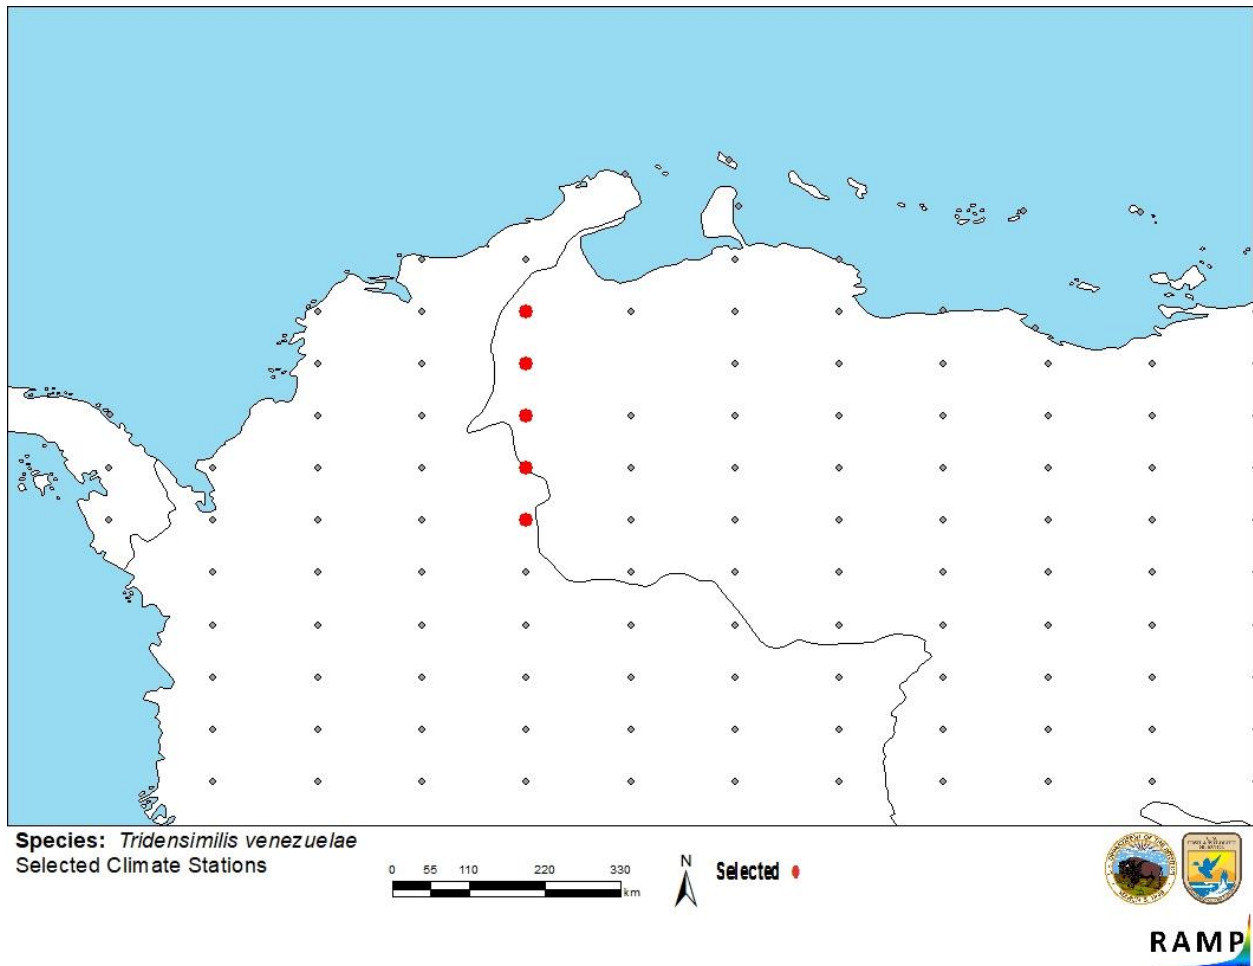 Species: Tridensimilis venezuelae
Selected Climate Stations
0 55 110 220 330
km
N
Selected
RAMP